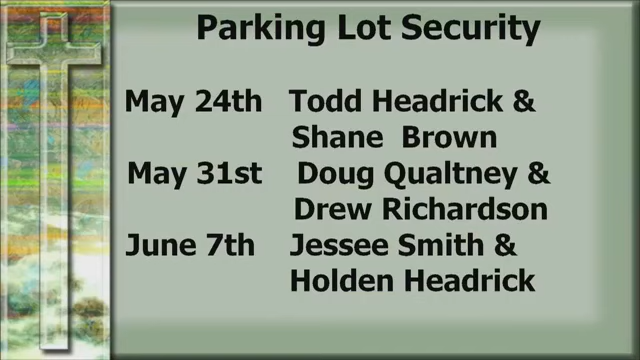 Parking Lot Security
May 24th Todd Headrick &
Shane Brown
May 31st Doug Qualtney &
Drew Richardson
June 7th Jessee Smith &
Holden Headrick